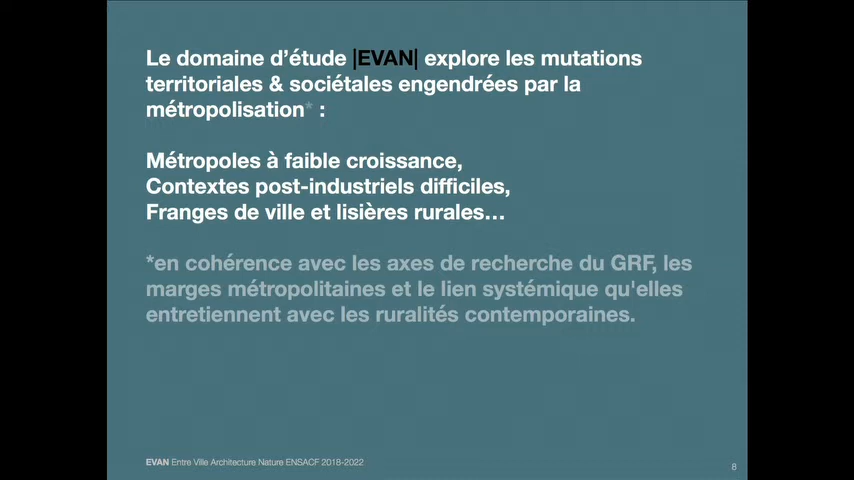 Le domaine d’étude |EVAN| explore les mutations
territoriales & sociétales engendrées par la
métropolisation* :
Métropoles à faible croissance,
Contextes post-industriels difficiles,
Franges de ville et lisières rurales…
*en cohérence avec les axes de recherche du GRF, les
marges métropolitaines et le lien systémique qu'elles
entretiennent avec les ruralités contemporaines.
EVAN Entre Ville Architecture Nature ENSACF 2018-2022
8